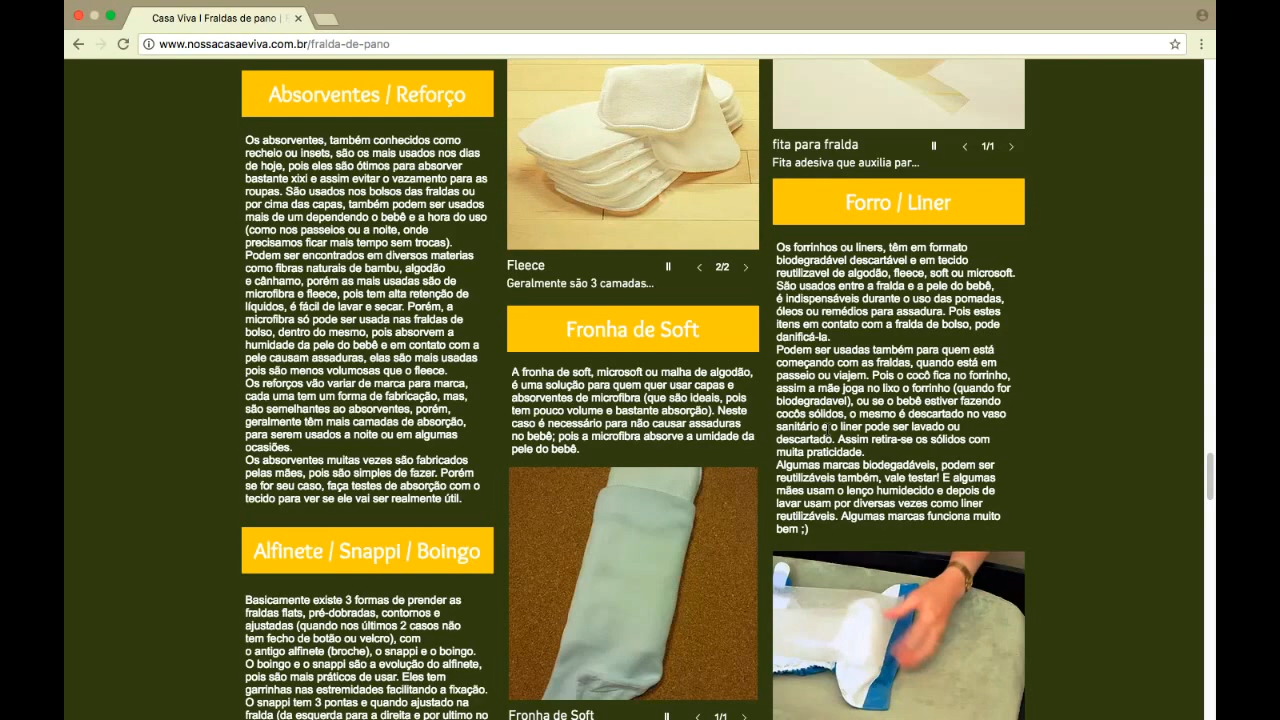 Casa Viva I Fraldas de pano |
www.nossacasaeviva.com.br/fralda-de-pano
Absorventes / Reforço
Os absorventes, também conhecidos como
recheio ou insets, são os mais usados nos dias
de hoje, pois eles são ótimos para absorver
bastante xixi e assim evitar o vazamento para as
roupas. São usados nos bolsos das fraldas ou
por cima das capas, também podem ser usados
mais de um dependendo o bebê e a hora do uso
(como nos passeios ou a noite, onde
precisamos ficar mais tempo sem trocas).
Podem ser encontrados em diversos materias
como fibras naturais de bambu, algodão
e cânhamo, porém as mais usadas são de
microfibra e fleece, pois tem alta retenção de
líquidos, é fácil de lavar e secar. Porém, a
microfibra só pode ser usada nas fraldas de
bolso, dentro do mesmo, pois absorvem a
humidade da pele do bebê e em contato com a
pele causam assaduras, elas são mais usadas
pois são menos volumosas que o fleece.
Os reforços vão variar de marca para marca,
cada uma tem um forma de fabricação, mas,
são semelhantes ao absorventes, porém,
geralmente têm mais camadas de absorção,
para serem usados a noite ou em algumas
ocasiões.
Os absorventes muitas vezes são fabricados
pelas mães, pois são simples de fazer. Porém
se for seu caso, faça testes de absorção com o
tecido para ver se ele vai ser realmente útil.
Alfinete / Snappi / Boingo
Basicamente existe 3 formas de prender as
fraldas flats, pré-dobradas, contornos e
ajustadas (quando nos últimos 2 casos não
tem fecho de botão ou velcro), com
o antigo alfinete (broche), o snappi e o boingo.
O boingo e o snappi são a evolução do alfinete,
pois são mais práticos de usar. Eles tem
garrinhas nas estremidades facilitando a fixação.
O snappi tem 3 pontas e quando ajustado na
fralda (da esquerda para a direita e por ultimo no
Fleece
2/2
Geralmente são 3 camadas...
Fronha de Soft
A fronha de soft, microsoft ou malha de algodão,
é uma solução para quem quer usar capas e
absorventes de microfibra (que são ideais, pois
tem pouco volume e bastante absorção). Neste
caso é necessário para não causar assaduras
no bebê; pois a microfibra absorve a umidade da
pele do bebê.
Fronha de Soft
1/1
fita para fralda
1/1
Fita adesiva que auxilia par...
Forro / Liner
Os forrinhos ou liners, têm em formato
biodegradável descartável e em tecido
reutilizavel de algodão, fleece, soft ou microsoft.
São usados entre a fralda e a pele do bebê,
é indispensáveis durante o uso das pomadas,
óleos ou remédios para assadura. Pois estes
itens em contato com a fralda de bolso, pode
danificá-la.
Podem ser usadas também para quem está
começando com as fraldas, quando está em
passeio ou viajem. Pois o cocô fica no forrinho,
assim a mãe joga no lixo o forrinho (quando for
biodegradavel), ou se o bebê estiver fazendo
cocôs sólidos, o mesmo é descartado no vaso
sanitário e o liner pode ser lavado ou
descartado. Assim retira-se os sólidos com
muita praticidade.
Algumas marcas biodegadáveis, podem ser
reutilizáveis também, vale testar! E algumas
mães usam o lenço humidecido e depois de
lavar usam por diversas vezes como liner
reutilizáveis. Algumas marcas funciona muito
bem ;)